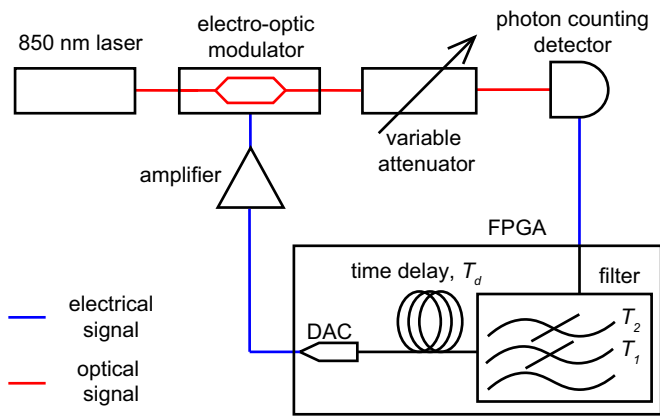 850 nm laser
electro-optic
modulator
photon counting
detector
variable
attenuator
amplifier
FPGA
time delay, T_d
filter
DAC
T_2
T_1
electrical
signal
optical
signal